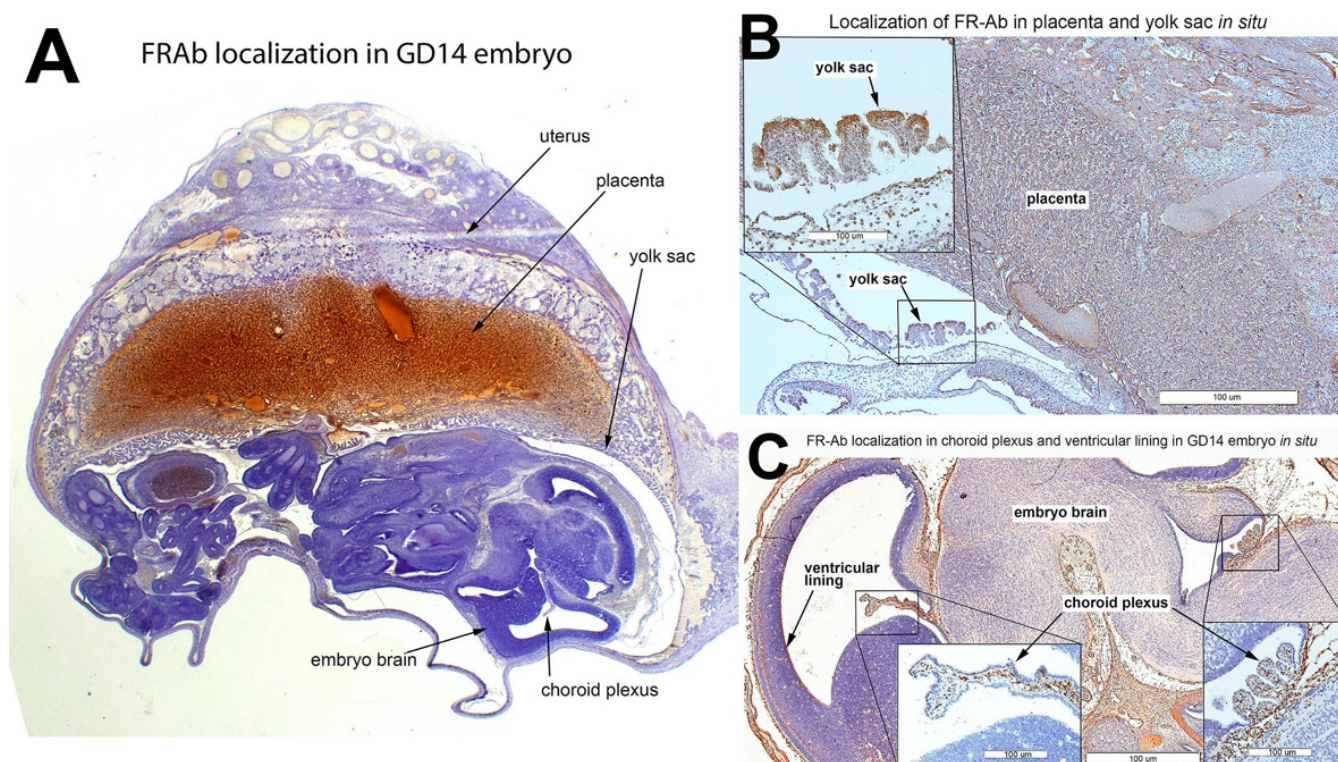 A
FRAb localization in GD14 embryo
uterus
placenta
yolk sac
embryo brain
choroid plexus
B
Localization of FR-Ab in placenta and yolk sac in situ
yolk sac
100 um
placenta
yolk sac
100 um
C
FR-Ab localization in choroid plexus and ventricular lining in GD14 embryo in situ
embryo brain
ventricular
lining
choroid plexus
100 um
100 um
100 um